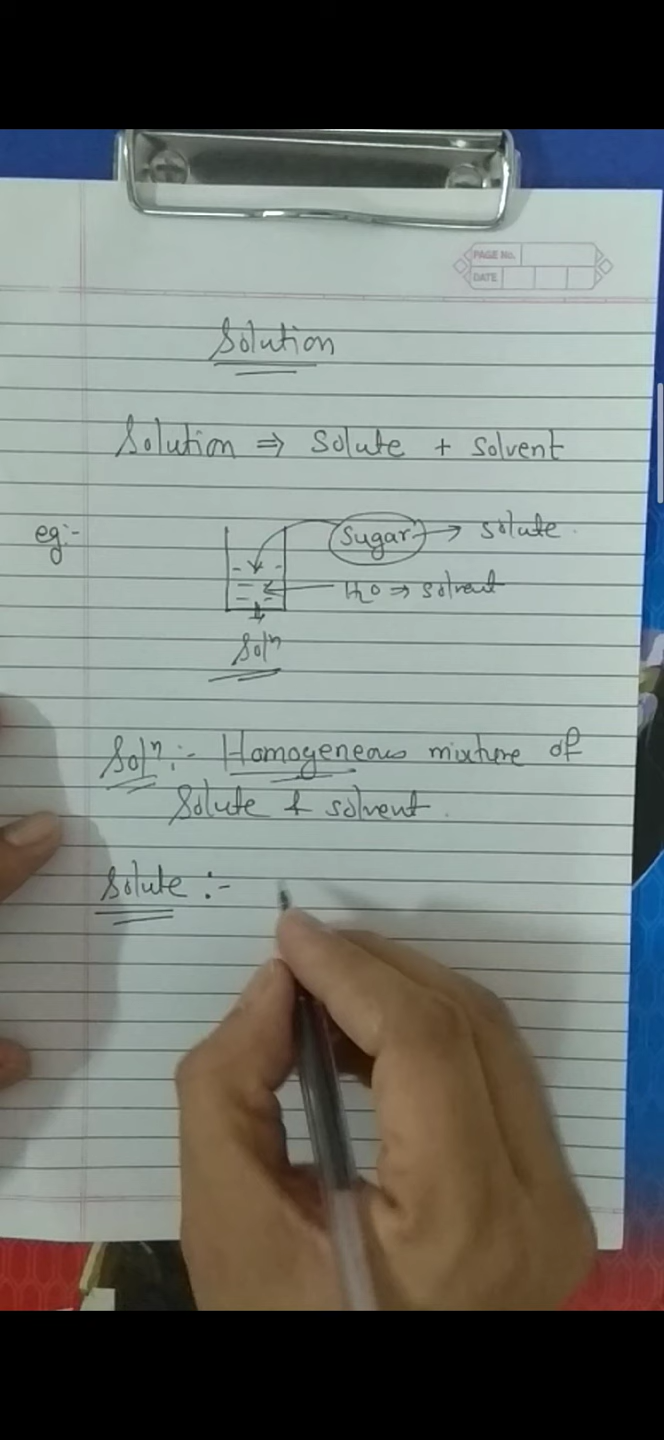 PAGE No.
DATE
Solution
Solution ⇒ Solute + Solvent
eg:- Sugar → solute.
H2O ⇒ solvent
Solⁿ
Solⁿ:- Homogeneous mixture of
Solute & solvent.
Solute :-